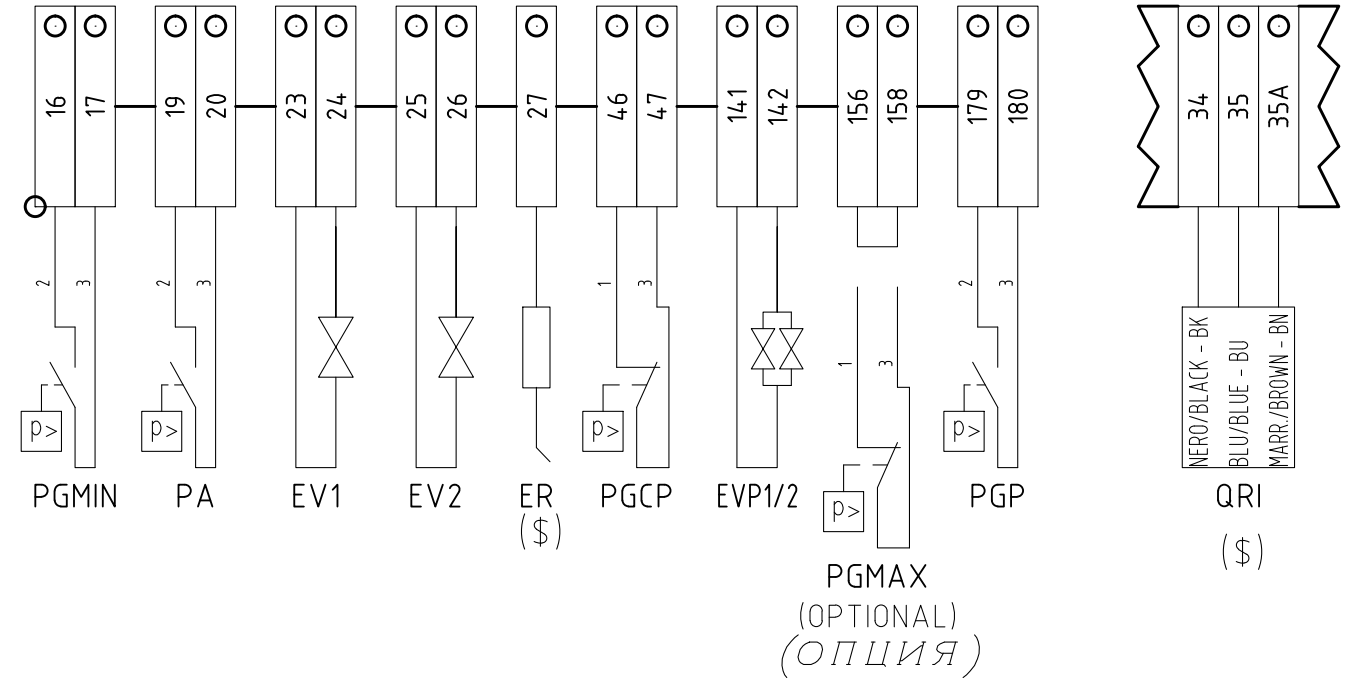 16 17 19 20 23 24 25 26 27 46 47 141 142 156 158 179 180 34 35 35A
2 3 2 3 1 3 2 3
1 3
NERO/BLACK - BK
BLU/BLUE - BU
MARR./BROWN - BN
p> p> p> p>
p>
PGMIN PA EV1 EV2 ER PGCP EVP1/2 PGP QRI
($) ($)
PGMAX
(OPTIONAL)
(ОПЦИЯ)